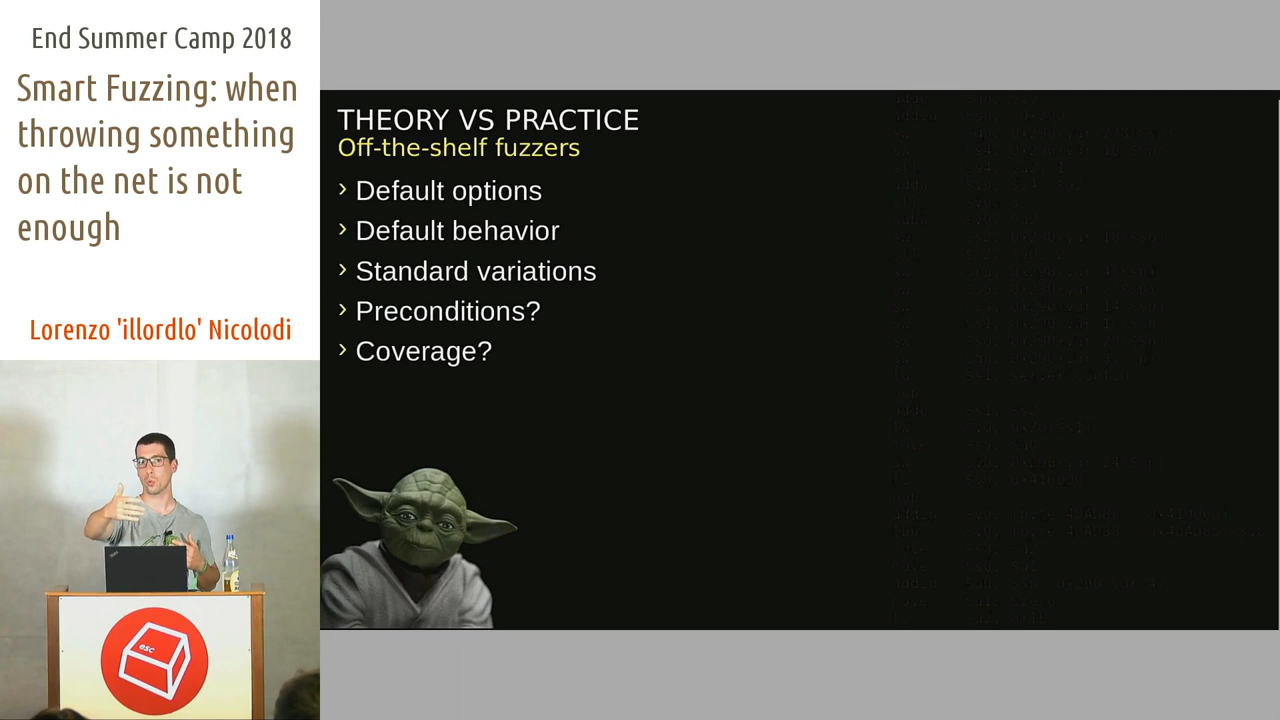 End Summer Camp 2018
Smart Fuzzing: when
throwing something
on the net is not
enough
Lorenzo 'illordlo' Nicolodi
THEORY VS PRACTICE
Off-the-shelf fuzzers
› Default options
› Default behavior
› Standard variations
› Preconditions?
› Coverage?
esc